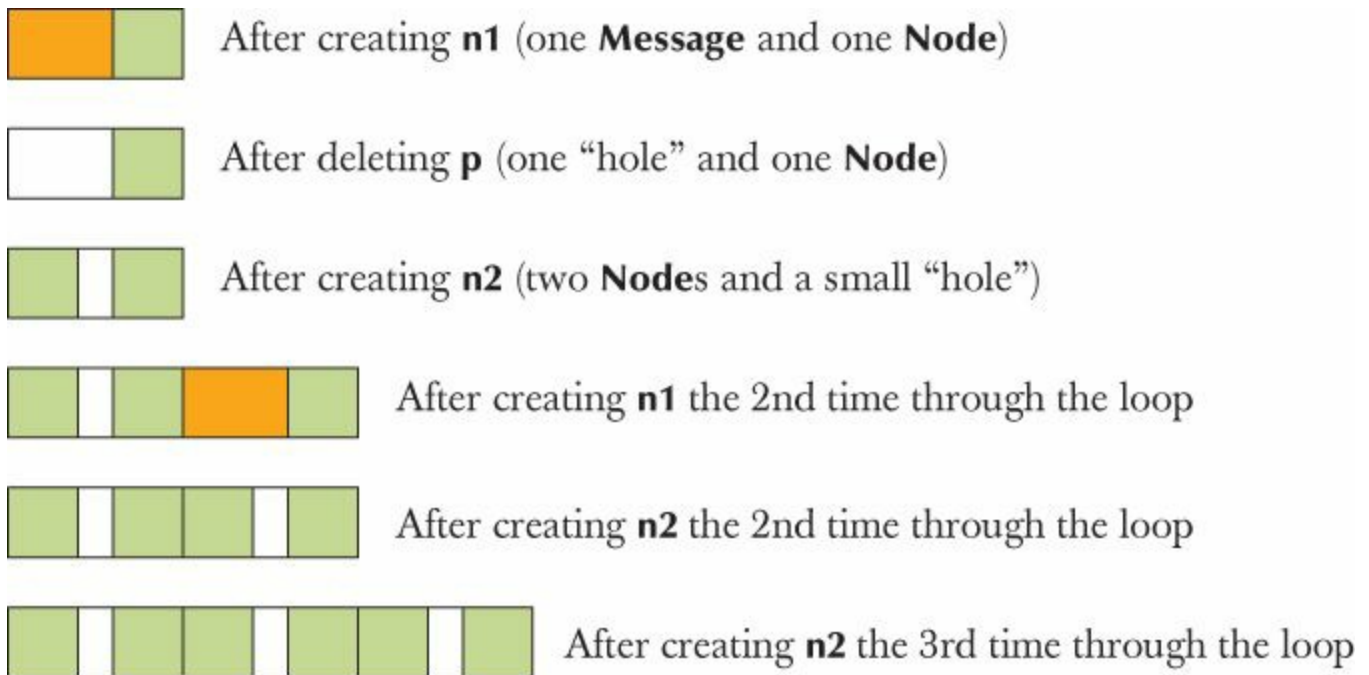 After creating n1 (one Message and one Node)
After deleting p (one “hole” and one Node)
After creating n2 (two Nodes and a small “hole”)
After creating n1 the 2nd time through the loop
After creating n2 the 2nd time through the loop
After creating n2 the 3rd time through the loop